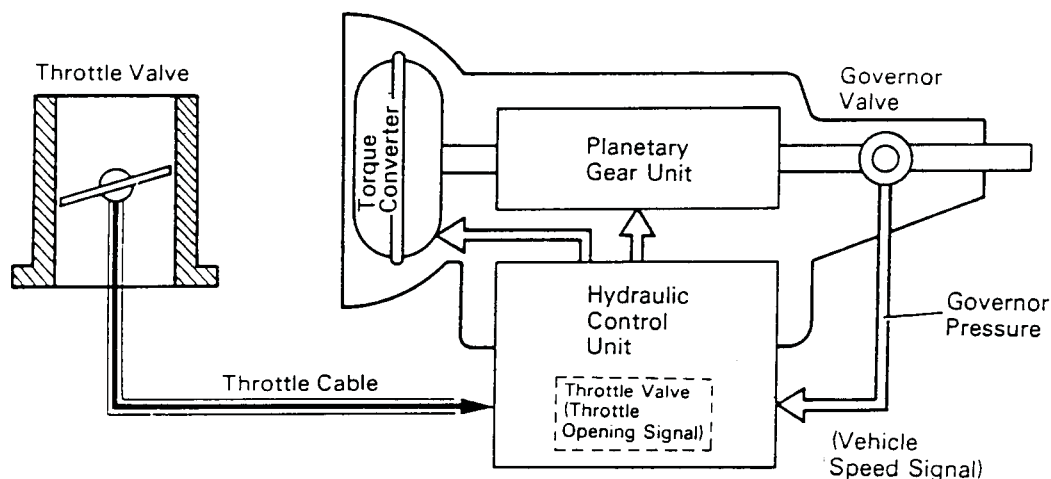 Throttle Valve
Governor
Valve
Torque
Converter
Planetary
Gear Unit
Hydraulic
Control
Unit
Governor
Pressure
Throttle Cable
Throttle Valve
(Throttle
Opening Signal)
(Vehicle
Speed Signal)